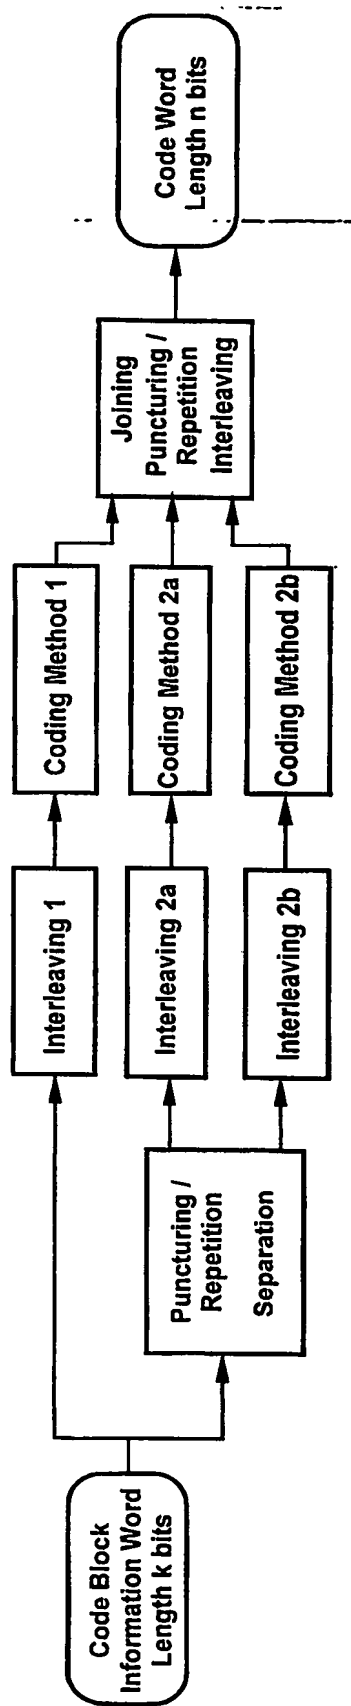 Code Block
Information Word
Length k bits
Interleaving 1
Coding Method 1
Puncturing /
Repetition
Separation
Interleaving 2a
Coding Method 2a
Interleaving 2b
Coding Method 2b
Joining
Puncturing /
Repetition
Interleaving
Code Word
Length n bits